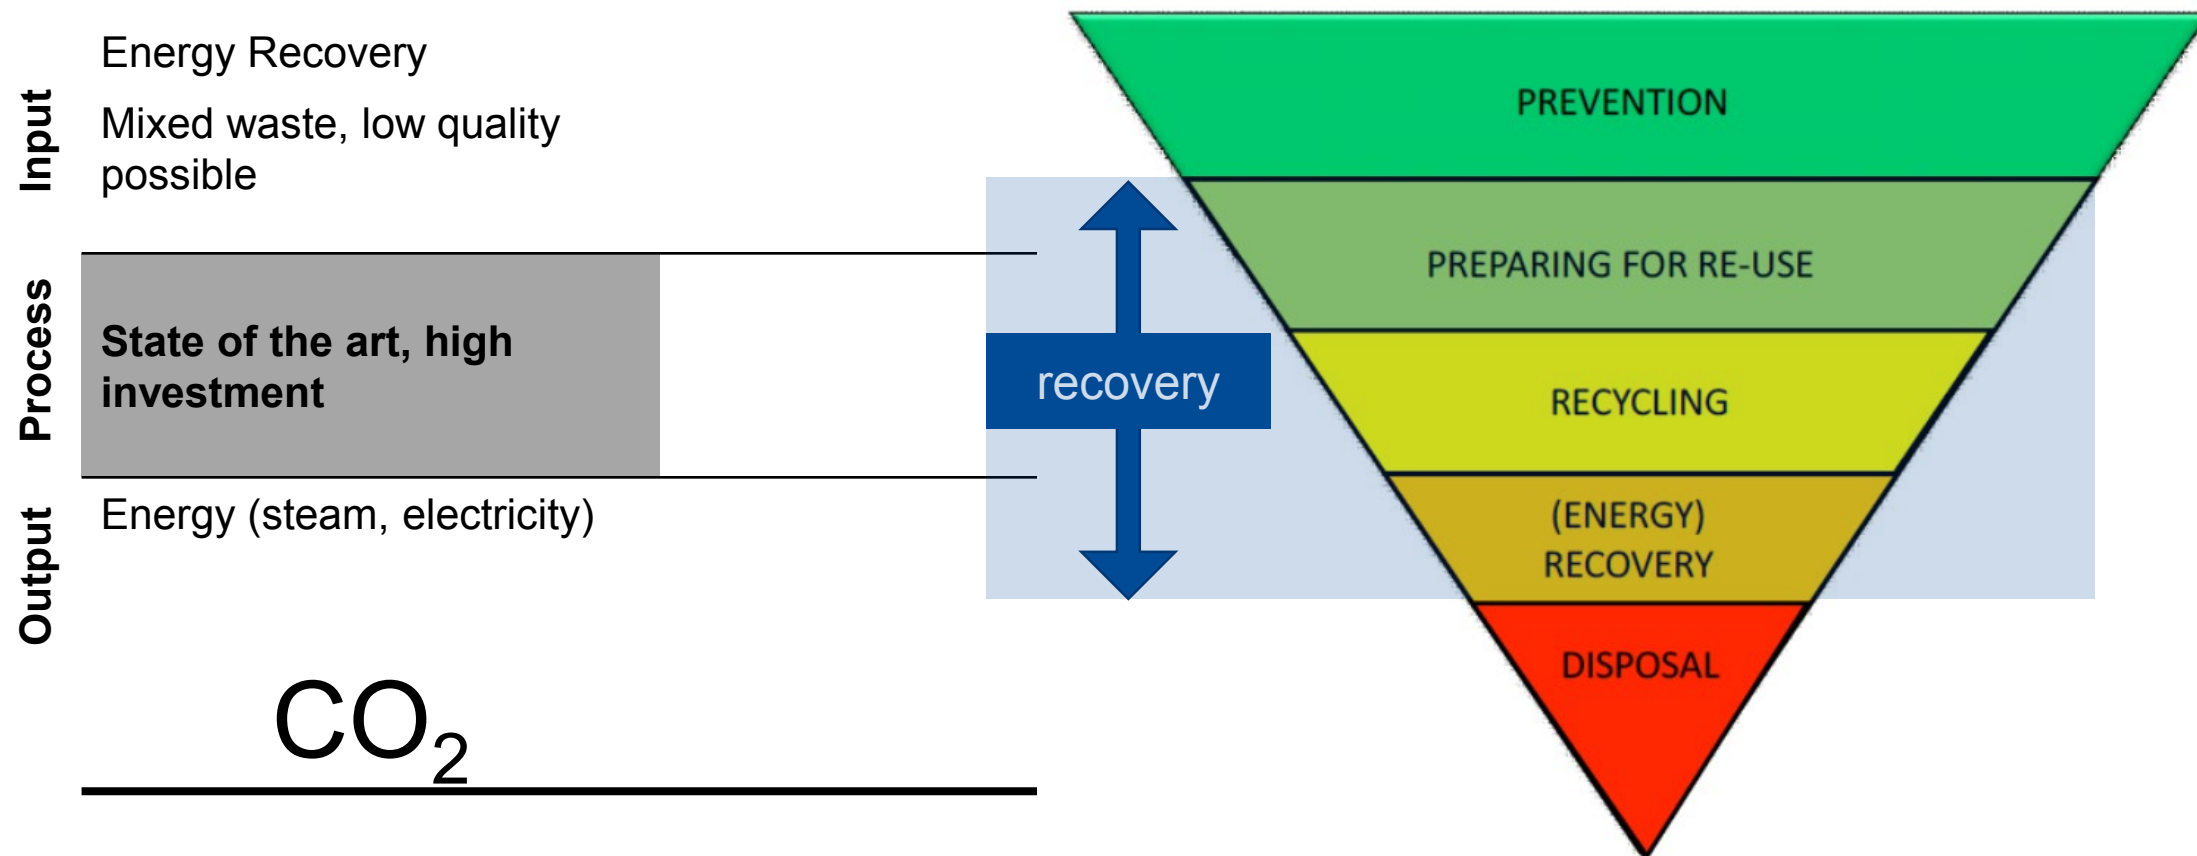 Input
Energy Recovery
Mixed waste, low quality
possible
Process
State of the art, high
investment
Output
Energy (steam, electricity)
CO₂
recovery
PREVENTION
PREPARING FOR RE-USE
RECYCLING
(ENERGY)
RECOVERY
DISPOSAL